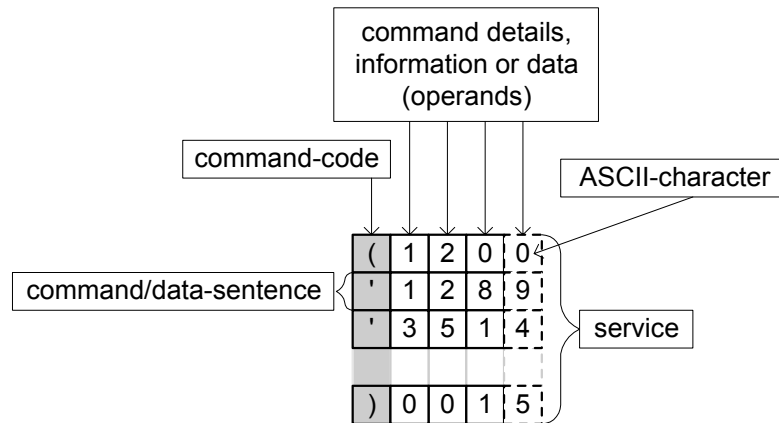 command details,
information or data
(operands)
command-code
ASCII-character
( 1 2 0 0
command/data-sentence
' 1 2 8 9
' 3 5 1 4
service
) 0 0 1 5